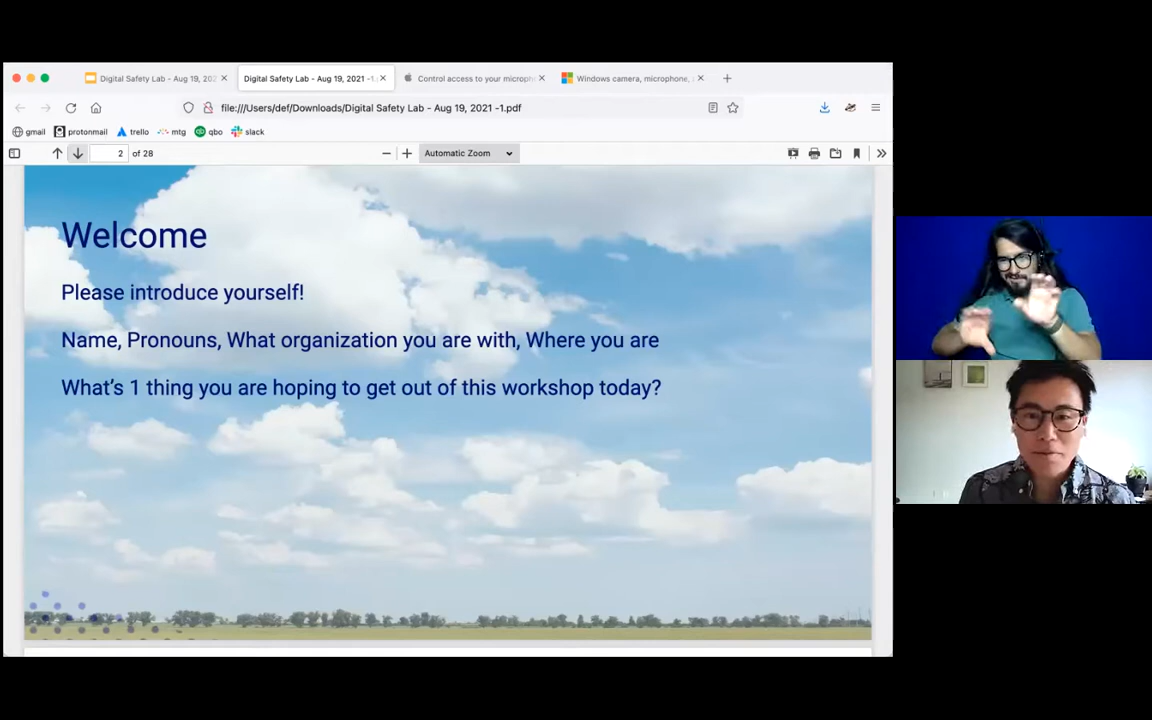 Digital Safety Lab - Aug 19, 202
Digital Safety Lab - Aug 19, 2021 -1.
Control access to your microph
Windows camera, microphone,
file:///Users/def/Downloads/Digital Safety Lab - Aug 19, 2021 -1.pdf
gmail protonmail trello mtg qbo slack
2 of 28 Automatic Zoom
Welcome
Please introduce yourself!
Name, Pronouns, What organization you are with, Where you are
What's 1 thing you are hoping to get out of this workshop today?